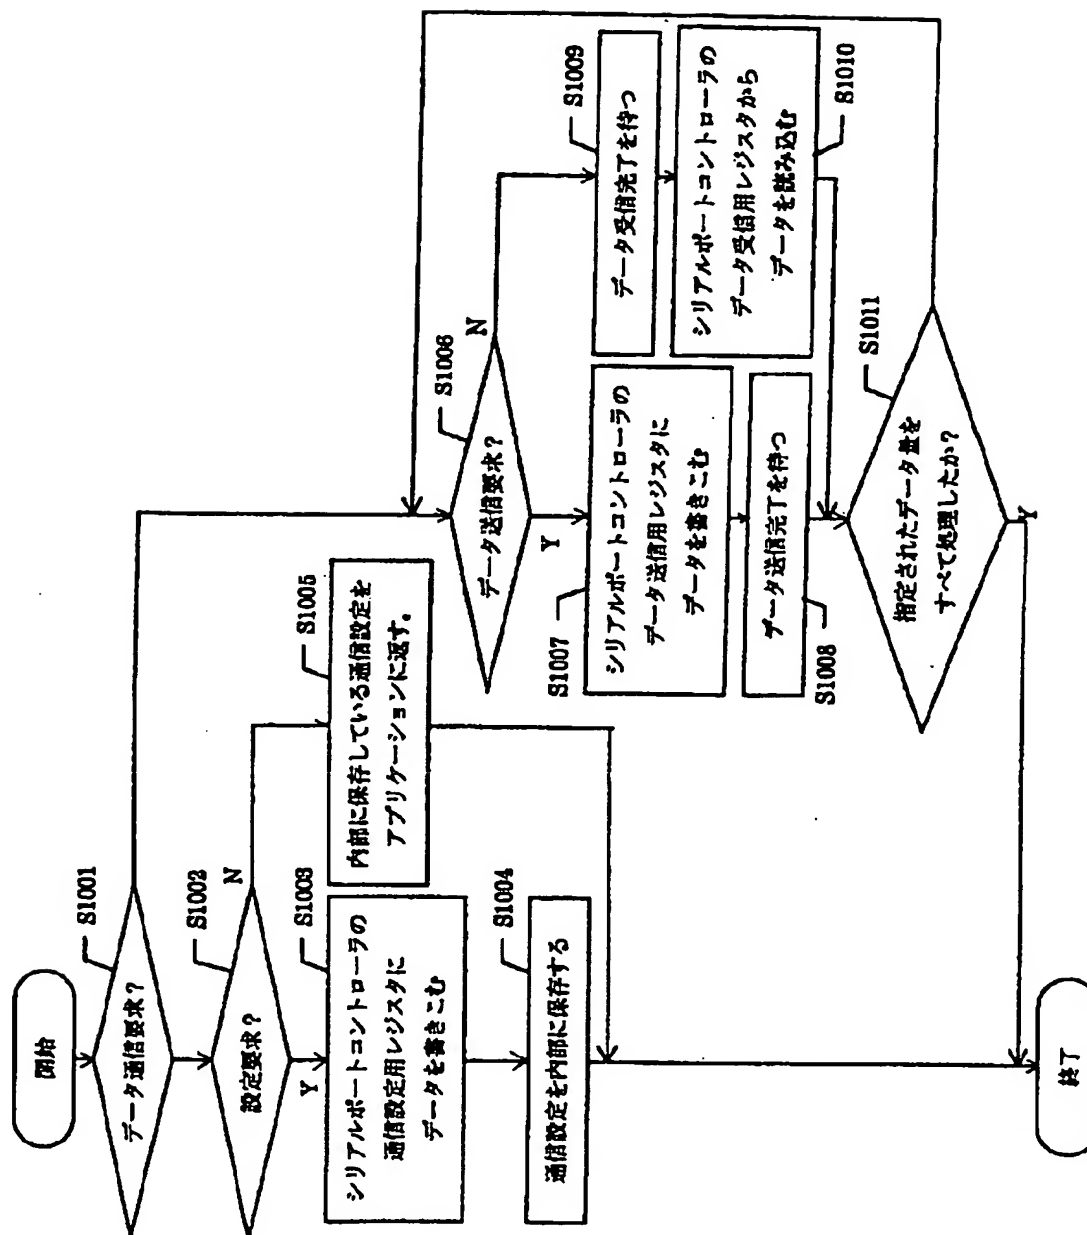 開始
データ通信要求？
S1001
設定要求？
S1002
N
Y
シリアルポートコントローラの
通信設定用レジスタに
データを書きこむ
S1003
通信設定を内部に保存する
S1004
内部に保存している通信設定を
アプリケーションに返す。
S1005
データ送信要求？
S1006
N
Y
シリアルポートコントローラの
データ送信用レジスタに
データを書きこむ
S1007
データ送信完了を待つ
S1008
データ受信完了を待つ
S1009
シリアルポートコントローラの
データ受信用レジスタから
データを読み込む
S1010
指定されたデータ量を
すべて処理したか？
S1011
Y
終了